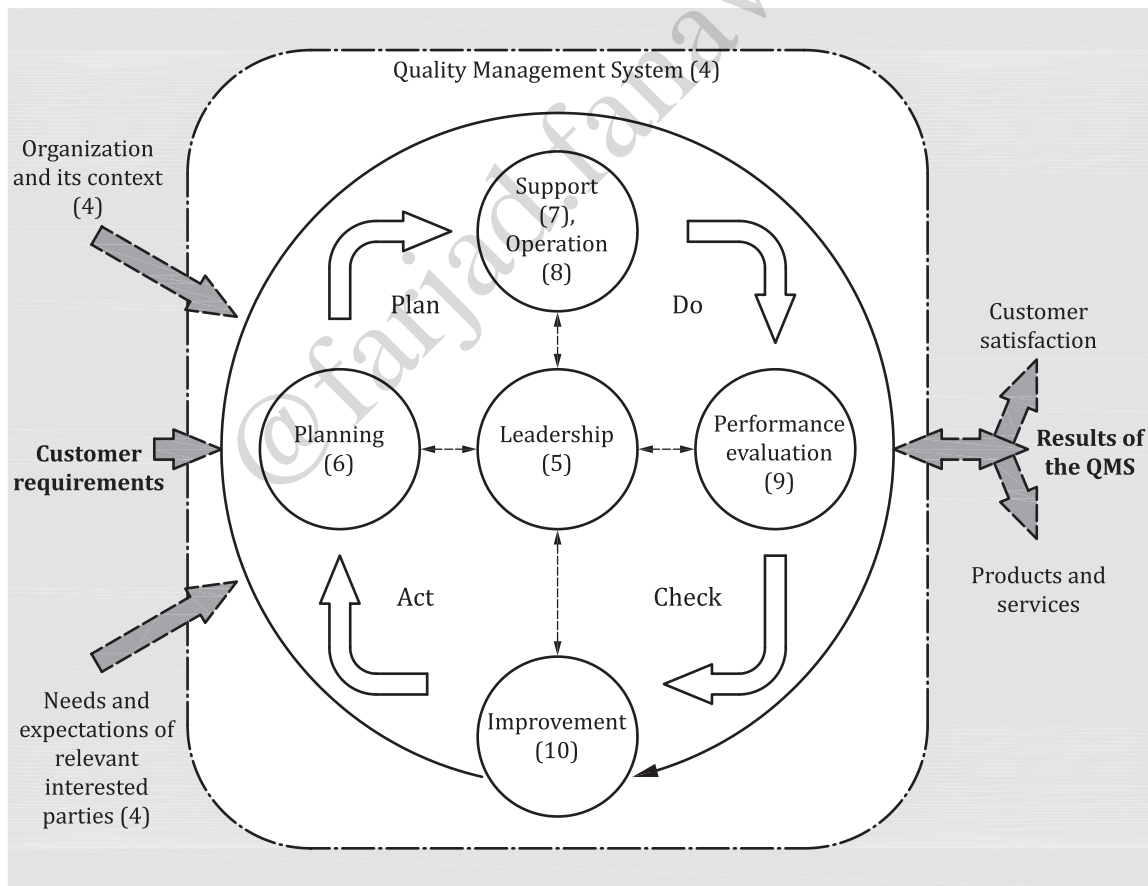 Quality Management System (4)
Organization
and its context
(4)
Support
(7),
Operation
(8)
Plan
Do
Customer
satisfaction
Planning
(6)
Leadership
(5)
Performance
evaluation
(9)
Customer
requirements
Results of
the QMS
Act
Check
Products and
services
Needs and
expectations of
relevant
interested
parties (4)
Improvement
(10)
@farjad.fanav